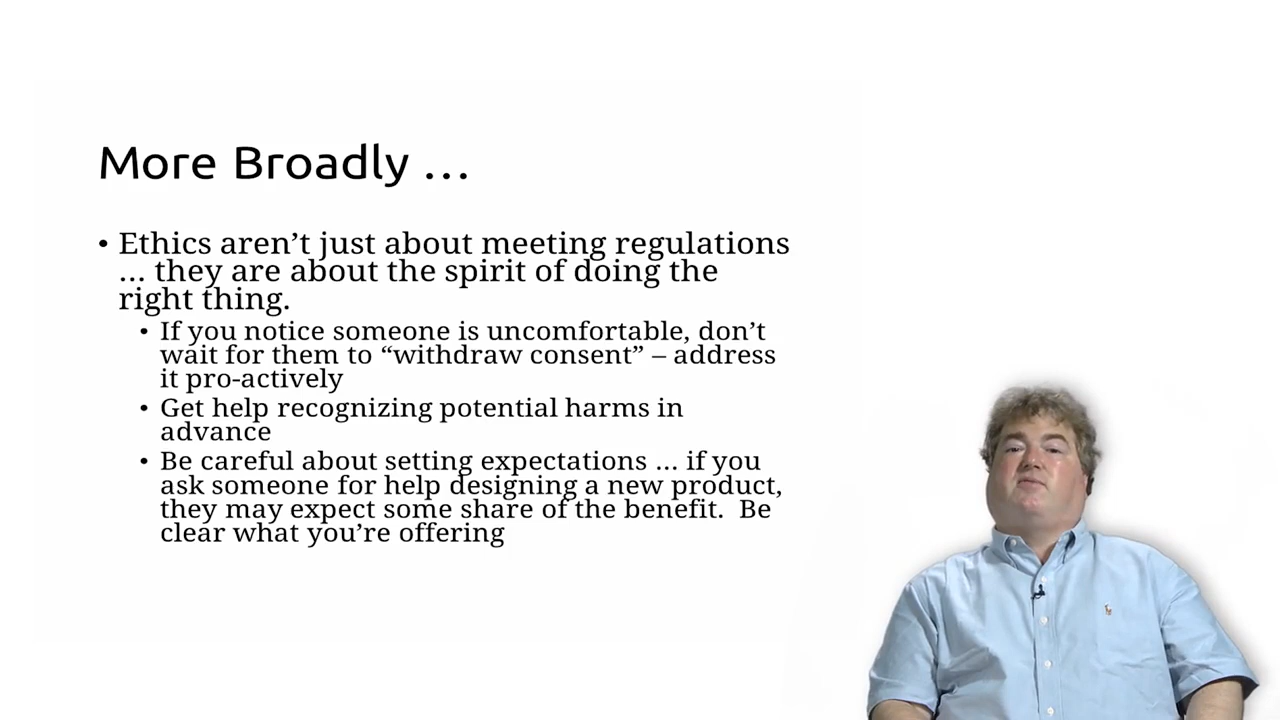 More Broadly …
• Ethics aren’t just about meeting regulations
… they are about the spirit of doing the
right thing.
• If you notice someone is uncomfortable, don’t
wait for them to “withdraw consent” – address
it pro-actively
• Get help recognizing potential harms in
advance
• Be careful about setting expectations … if you
ask someone for help designing a new product,
they may expect some share of the benefit.  Be
clear what you’re offering